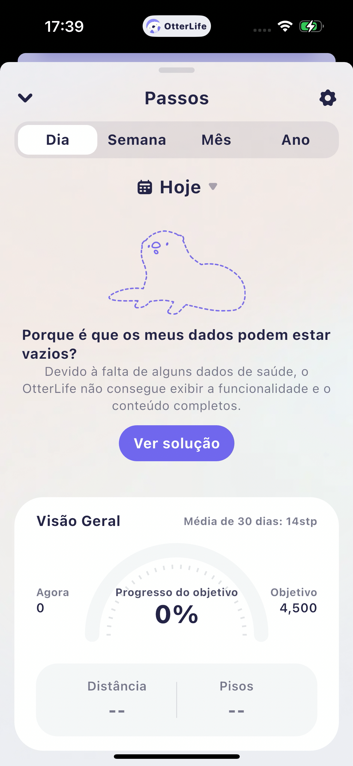 17:39
OtterLife
Passos
Dia
Semana
Mês
Ano
Hoje
Porque é que os meus dados podem estar
vazios?
Devido à falta de alguns dados de saúde, o
OtterLife não consegue exibir a funcionalidade e o
conteúdo completos.
Ver solução
Visão Geral
Média de 30 dias: 14stp
Agora
0
Progresso do objetivo
0%
Objetivo
4,500
Distância
--
Pisos
--